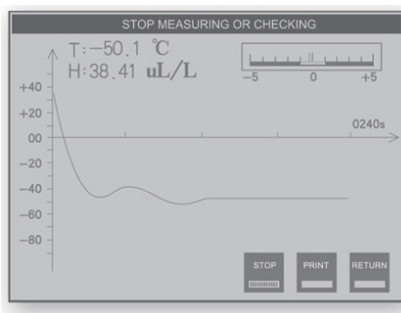 STOP MEASURING OR CHECKING
T:−50.1 ℃
H:38.41 uL/L
−5 0 +5
+40
+20
00
0240s
−20
−40
−60
−80
STOP PRINT RETURN